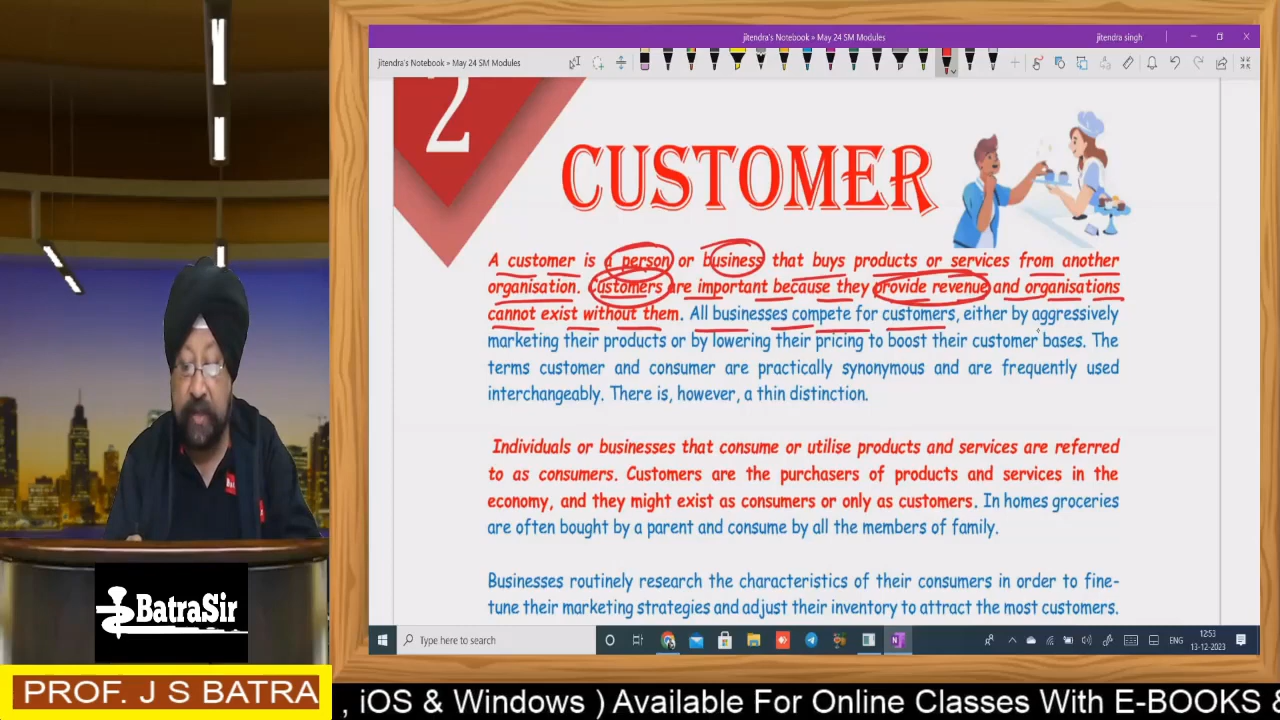 jitendra's Notebook » May 24 SM Modules
jitendra singh
jitendra's Notebook » May 24 SM Modules
2
CUSTOMER
A customer is a person or business that buys products or services from another
organisation. Customers are important because they provide revenue and organisations
cannot exist without them. All businesses compete for customers, either by aggressively
marketing their products or by lowering their pricing to boost their customer bases. The
terms customer and consumer are practically synonymous and are frequently used
interchangeably. There is, however, a thin distinction.
Individuals or businesses that consume or utilise products and services are referred
to as consumers. Customers are the purchasers of products and services in the
economy, and they might exist as consumers or only as customers. In homes groceries
are often bought by a parent and consume by all the members of family.
Businesses routinely research the characteristics of their consumers in order to fine-
tune their marketing strategies and adjust their inventory to attract the most customers.
Type here to search
ENG
12:53
13-12-2023
BatraSir
PROF. J S BATRA
, iOS & Windows ) Available For Online Classes With E-BOOKS &